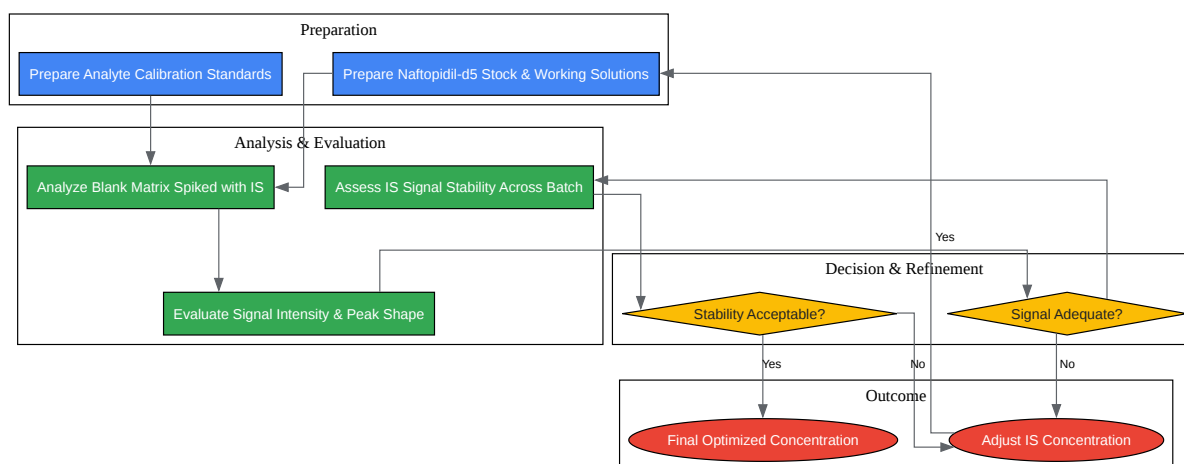 Preparation
Prepare Analyte Calibration Standards
Prepare Naftopidil-d5 Stock & Working Solutions
Analysis & Evaluation
Analyze Blank Matrix Spiked with IS
Assess IS Signal Stability Across Batch
Yes
Decision & Refinement
Evaluate Signal Intensity & Peak Shape
Stability Acceptable?
Signal Adequate?
Yes
No
No
Outcome
Final Optimized Concentration
Adjust IS Concentration